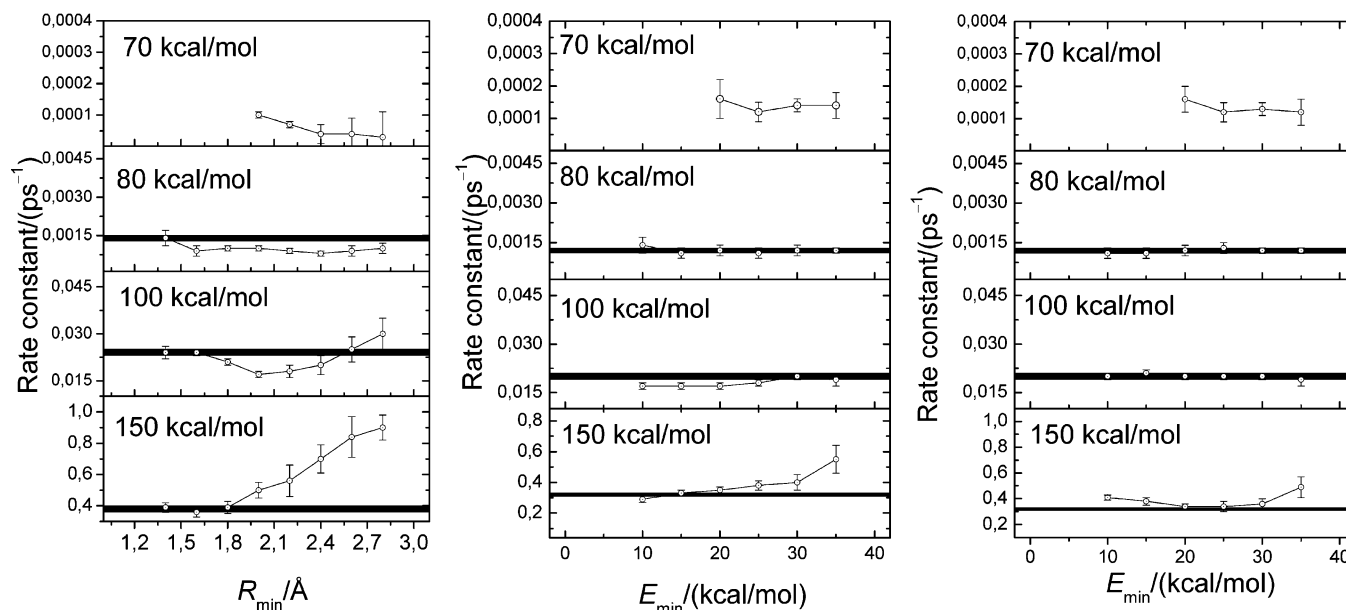 Rate constant/(ps⁻¹)
70 kcal/mol
0,0004
0,0003
0,0002
0,0001
80 kcal/mol
0,0045
0,0030
0,0015
100 kcal/mol
0,045
0,030
0,015
150 kcal/mol
1,0
0,8
0,6
0,4
1,2 1,5 1,8 2,1 2,4 2,7 3,0
Rmin/Å
Rate constant/(ps⁻¹)
70 kcal/mol
0,0004
0,0003
0,0002
0,0001
80 kcal/mol
0,0045
0,0030
0,0015
100 kcal/mol
0,045
0,030
0,015
150 kcal/mol
0,8
0,6
0,4
0,2
0 10 20 30 40
Emin/(kcal/mol)
Rate constant/(ps⁻¹)
70 kcal/mol
0,0004
0,0003
0,0002
0,0001
80 kcal/mol
0,0045
0,0030
0,0015
100 kcal/mol
0,045
0,030
0,015
150 kcal/mol
1,0
0,8
0,6
0,4
0,2
0 10 20 30 40
Emin/(kcal/mol)